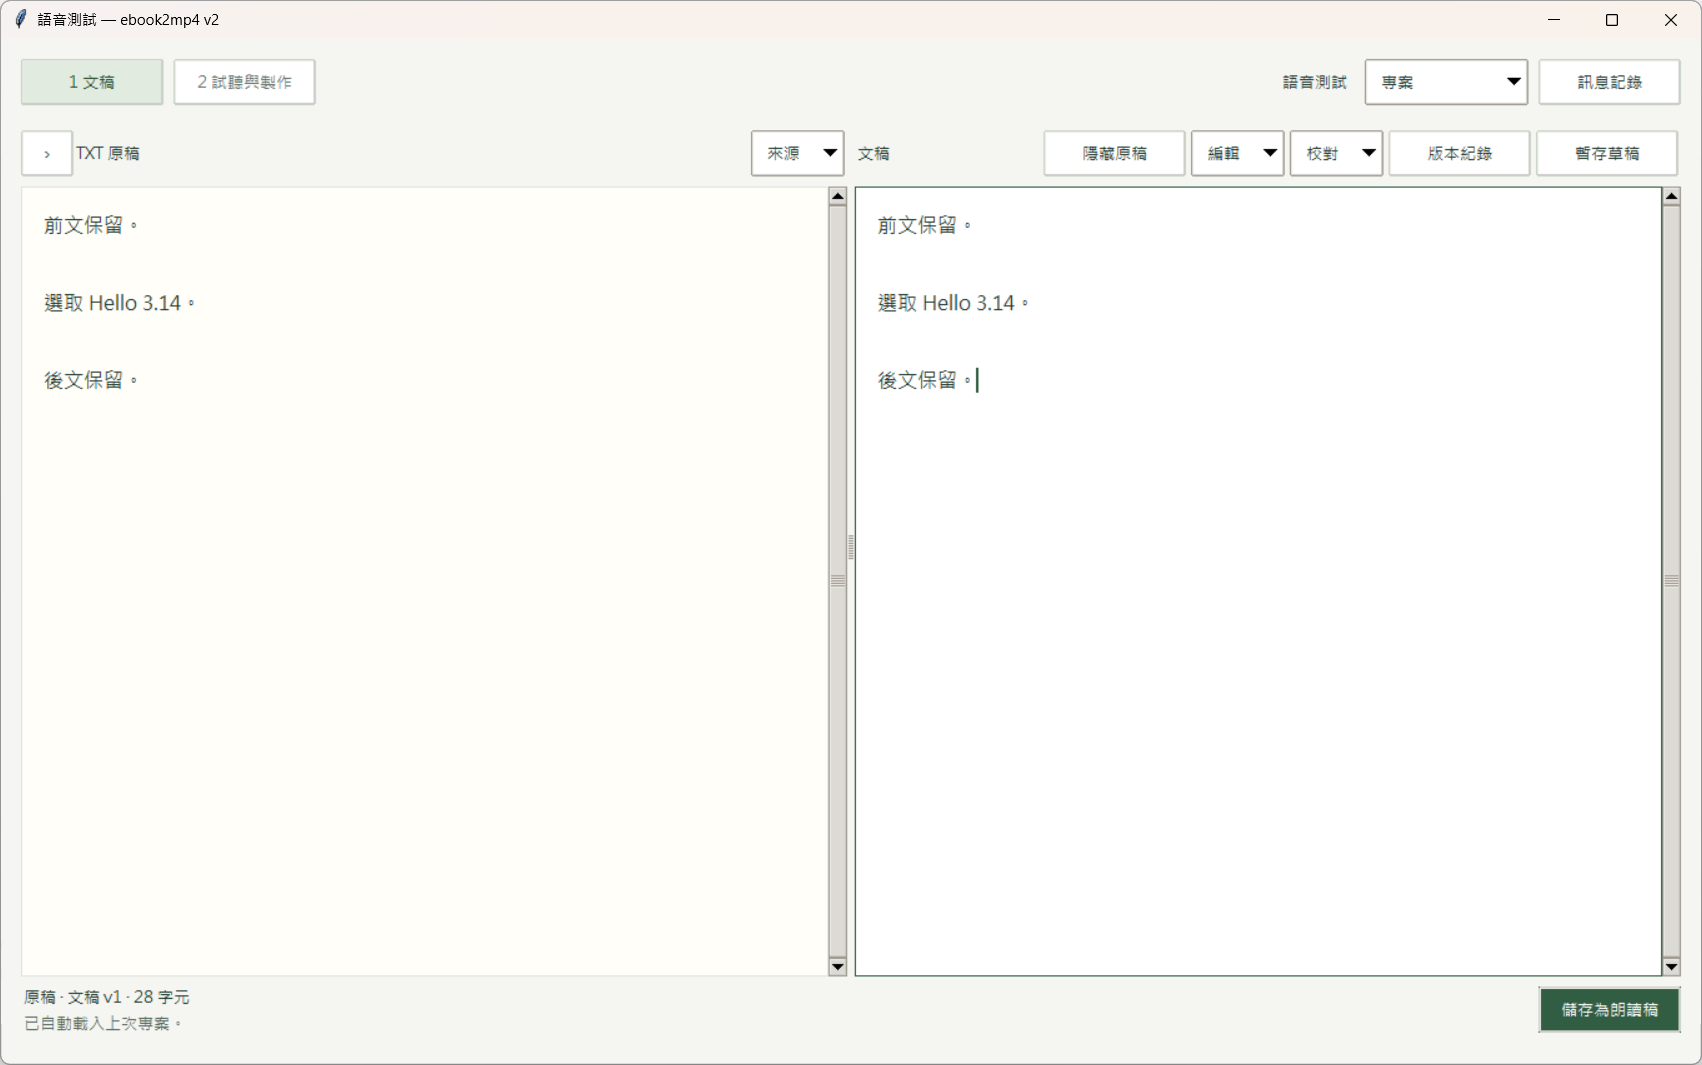 語音測試 — ebook2mp4 v2
1 文稿
2 試聽與製作
語音測試
專案
訊息記錄
› TXT 原稿
來源
文稿
隱藏原稿
編輯
校對
版本紀錄
暫存草稿
前文保留。
選取 Hello 3.14。
後文保留。
前文保留。
選取 Hello 3.14。
後文保留。
原稿 · 文稿 v1 · 28 字元
已自動載入上次專案。
儲存為朗讀稿